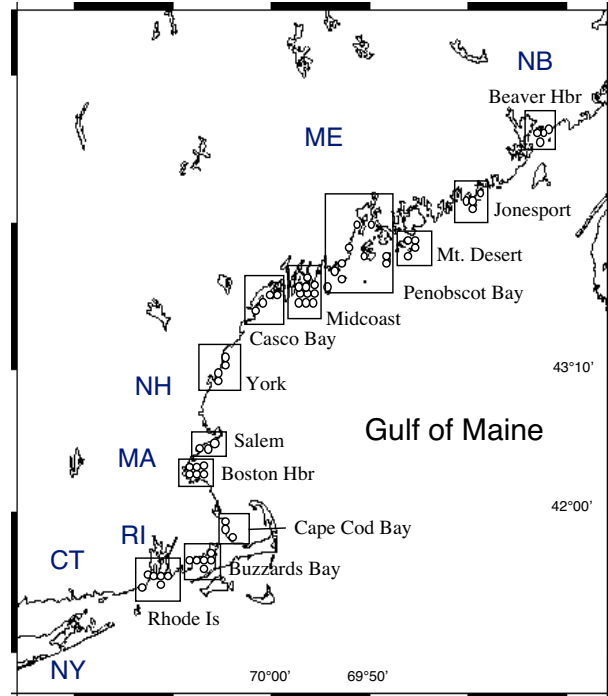 NB
Beaver Hbr
ME
Jonesport
Mt. Desert
Penobscot Bay
Midcoast
Casco Bay
43°10'
York
NH
Gulf of Maine
Salem
MA
Boston Hbr
42°00'
Cape Cod Bay
RI
CT
Buzzards Bay
Rhode Is
NY
70°00'
69°50'